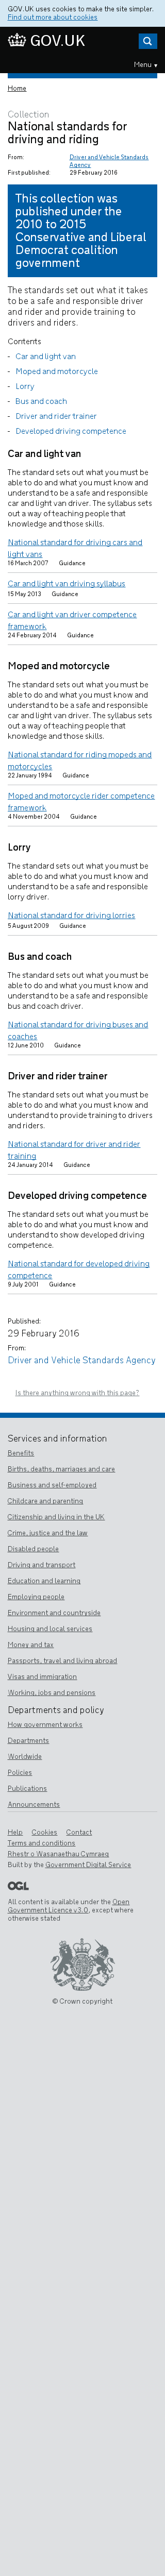 GOV.UK uses cookies to make the site simpler.
Find out more about cookies
GOV.UK
Menu ▾
Home
Collection
National standards for
driving and riding
From: Driver and Vehicle Standards
Agency
First published: 29 February 2016
This collection was
published under the
2010 to 2015
Conservative and Liberal
Democrat coalition
government
The standards set out what it takes
to be a safe and responsible driver
and rider and provide training to
drivers and riders.
Contents
- Car and light van
- Moped and motorcycle
- Lorry
- Bus and coach
- Driver and rider trainer
- Developed driving competence
Car and light van
The standard sets out what you must be
able to do and what you must know and
understand to be a safe and responsible
car and light van driver. The syllabus sets
out a way of teaching people that
knowledge and those skills.
National standard for driving cars and
light vans
16 March 2007 Guidance
Car and light van driving syllabus
15 May 2013 Guidance
Car and light van driver competence
framework
24 February 2014 Guidance
Moped and motorcycle
The standard sets out what you must be
able to do and what you must know and
understand to be a safe and responsible
car and light van driver. The syllabus sets
out a way of teaching people that
knowledge and those skills.
National standard for riding mopeds and
motorcycles
22 January 1994 Guidance
Moped and motorcycle rider competence
framework
4 November 2004 Guidance
Lorry
The standard sets out what you must be
able to do and what you must know and
understand to be a safe and responsible
lorry driver.
National standard for driving lorries
5 August 2009 Guidance
Bus and coach
The standard sets out what you must be
able to do and what you must know and
understand to be a safe and responsible
bus and coach driver.
National standard for driving buses and
coaches
12 June 2010 Guidance
Driver and rider trainer
The standard sets out what you must be
able to do and what you must know and
understand to provide training to drivers
and riders.
National standard for driver and rider
training
24 January 2014 Guidance
Developed driving competence
The standard sets out what you must be
able to do and what you must know and
understand to show developed driving
competence.
National standard for developed driving
competence
9 July 2001 Guidance
Published:
29 February 2016
From:
Driver and Vehicle Standards Agency
Is there anything wrong with this page?
Services and information
Benefits
Births, deaths, marriages and care
Business and self-employed
Childcare and parenting
Citizenship and living in the UK
Crime, justice and the law
Disabled people
Driving and transport
Education and learning
Employing people
Environment and countryside
Housing and local services
Money and tax
Passports, travel and living abroad
Visas and immigration
Working, jobs and pensions
Departments and policy
How government works
Departments
Worldwide
Policies
Publications
Announcements
Help Cookies Contact
Terms and conditions
Rhestr o Wasanaethau Cymraeg
Built by the Government Digital Service
OGL
All content is available under the Open
Government Licence v3.0, except where
otherwise stated
© Crown copyright